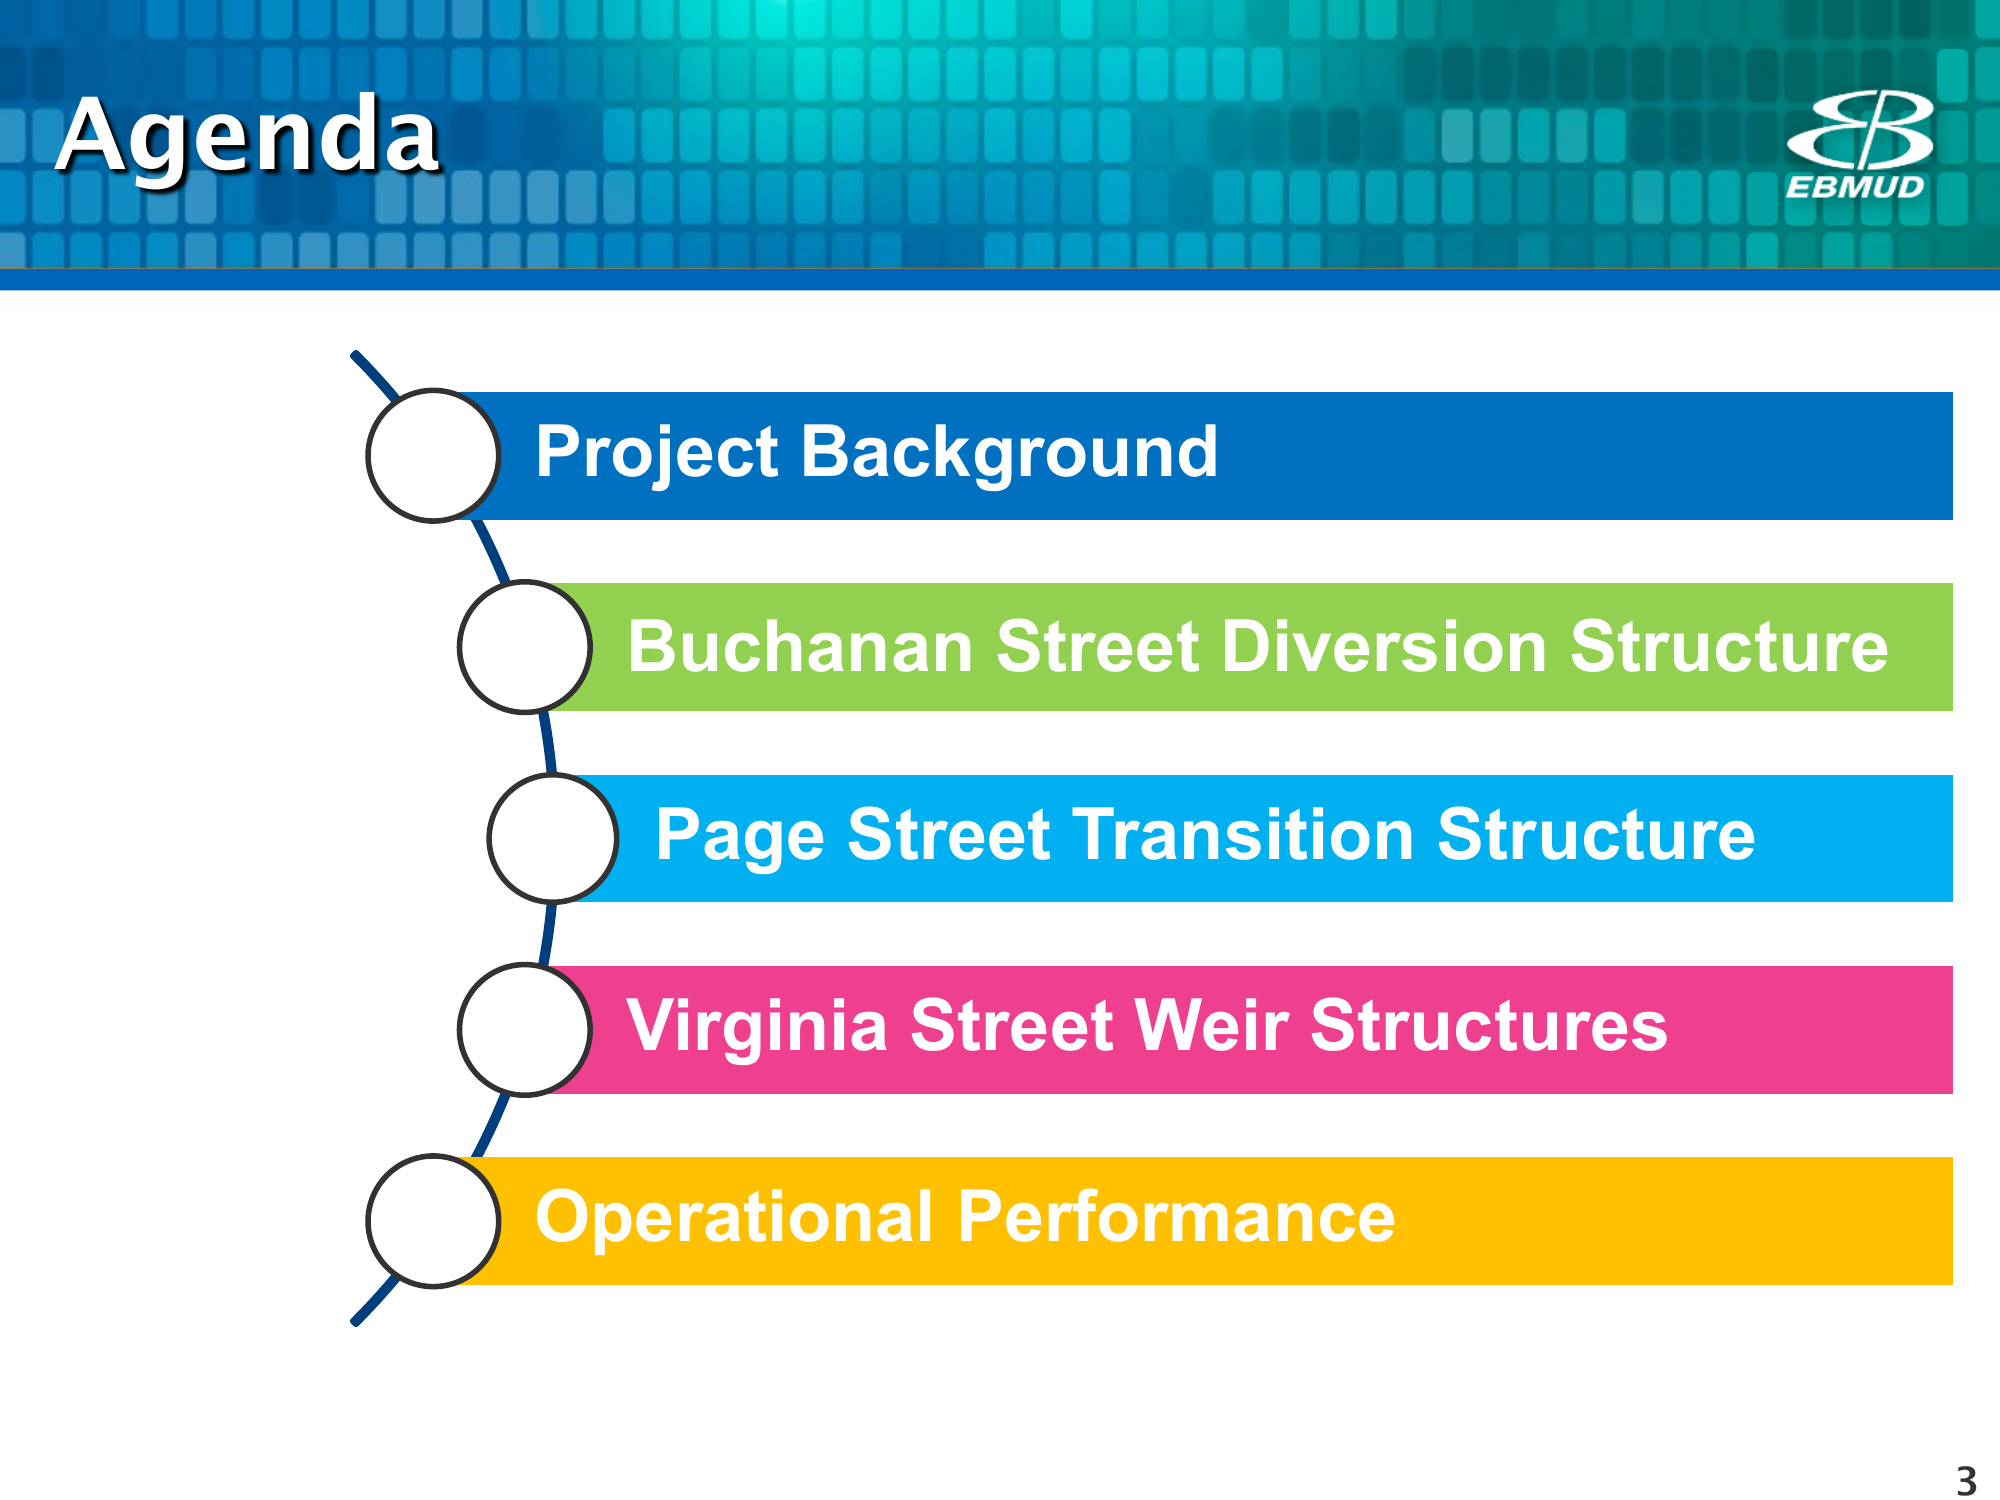 Agenda
EBMUD
Project Background
Buchanan Street Diversion Structure
Page Street Transition Structure
Virginia Street Weir Structures
Operational Performance
3